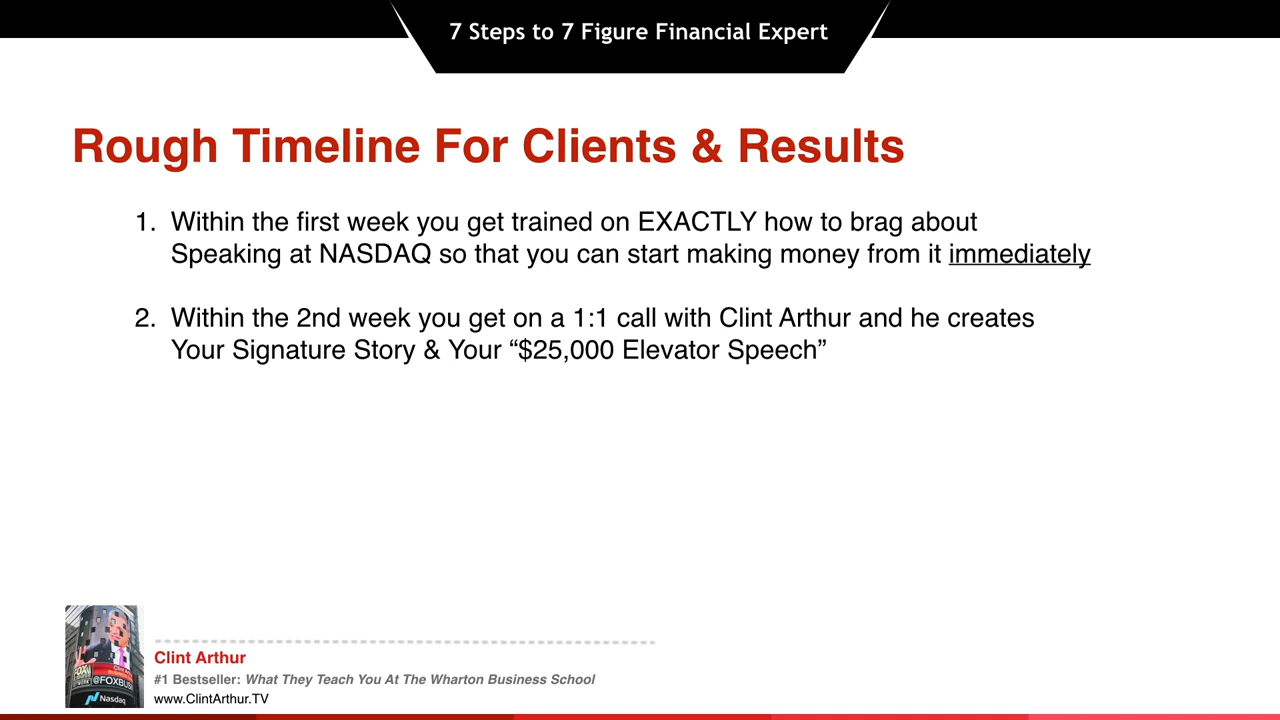 7 Steps to 7 Figure Financial Expert
Rough Timeline For Clients & Results
1. Within the first week you get trained on EXACTLY how to brag about
Speaking at NASDAQ so that you can start making money from it immediately
2. Within the 2nd week you get on a 1:1 call with Clint Arthur and he creates
Your Signature Story & Your “$25,000 Elevator Speech”
@FOXBUS
Nasdaq
Clint Arthur
#1 Bestseller: What They Teach You At The Wharton Business School
www.ClintArthur.TV